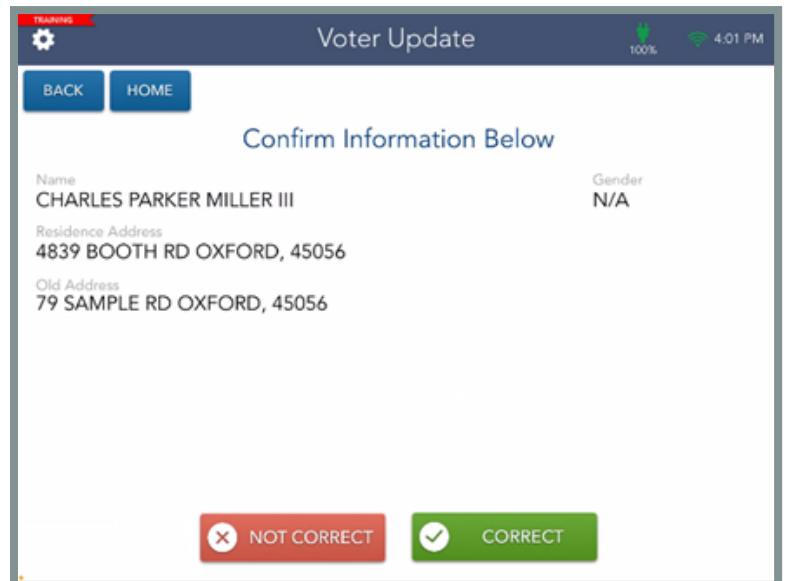 TRAINING
Voter Update
100%
4:01 PM
BACK HOME
Confirm Information Below
Name Gender
CHARLES PARKER MILLER III N/A
Residence Address
4839 BOOTH RD OXFORD, 45056
Old Address
79 SAMPLE RD OXFORD, 45056
NOT CORRECT CORRECT